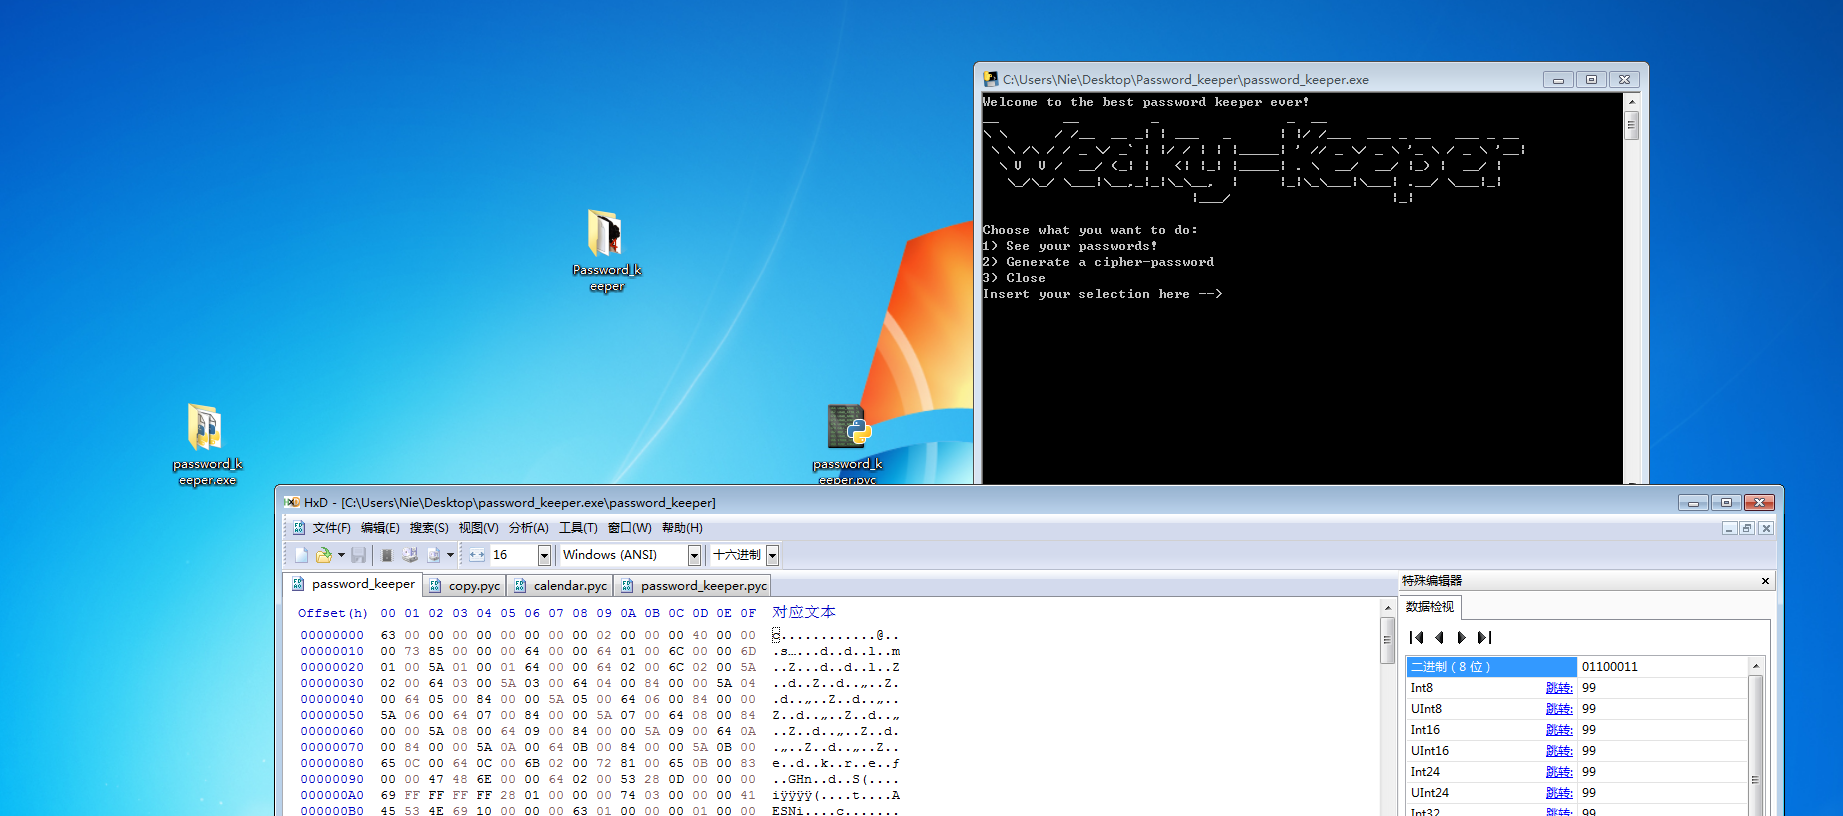 C:\Users\Nie\Desktop\Password_keeper\password_keeper.exe
Welcome to the best password keeper ever!
Weaky-Keeper
Choose what you want to do:
1) See your passwords!
2) Generate a cipher-password
3) Close
Insert your selection here -->
Password_k
eeper
password_k
eeper.exe
password_k
eeper.pyc
HxD - [C:\Users\Nie\Desktop\password_keeper.exe\password_keeper]
文件(F) 编辑(E) 搜索(S) 视图(V) 分析(A) 工具(T) 窗口(W) 帮助(H)
16 Windows (ANSI) 十六进制
password_keeper copy.pyc calendar.pyc password_keeper.pyc
Offset(h) 00 01 02 03 04 05 06 07 08 09 0A 0B 0C 0D 0E 0F 对应文本
00000000 63 00 00 00 00 00 00 00 00 02 00 00 00 40 00 00 c............@..
00000010 00 73 85 00 00 00 64 00 00 64 01 00 6C 00 00 6D .s…...d..d..l..m
00000020 01 00 5A 01 00 01 64 00 00 64 02 00 6C 02 00 5A ..Z...d..d..l..Z
00000030 02 00 64 03 00 5A 03 00 64 04 00 84 00 00 5A 04 ..d..Z..d..„..Z.
00000040 00 64 05 00 84 00 00 5A 05 00 64 06 00 84 00 00 .d..„..Z..d..„..
00000050 5A 06 00 64 07 00 84 00 00 5A 07 00 64 08 00 84 Z..d..„..Z..d..„
00000060 00 00 5A 08 00 64 09 00 84 00 00 5A 09 00 64 0A ..Z..d..„..Z..d.
00000070 00 84 00 00 5A 0A 00 64 0B 00 84 00 00 5A 0B 00 .„..Z..d..„..Z..
00000080 65 0C 00 64 0C 00 6B 02 00 72 81 00 65 0B 00 83 e..d..k..r..e..ƒ
00000090 00 00 47 48 6E 00 00 64 02 00 53 28 0D 00 00 00 ..GHn..d..S(....
000000A0 69 FF FF FF FF 28 01 00 00 00 74 03 00 00 00 41 iÿÿÿÿ(....t....A
000000B0 45 53 4E 69 10 00 00 00 63 01 00 00 00 01 00 00 ESNi....c.......
特殊编辑器
数据检视
二进制 (8 位) 01100011
Int8 跳转: 99
UInt8 跳转: 99
Int16 跳转: 99
UInt16 跳转: 99
Int24 跳转: 99
UInt24 跳转: 99
Int32 跳转: 99